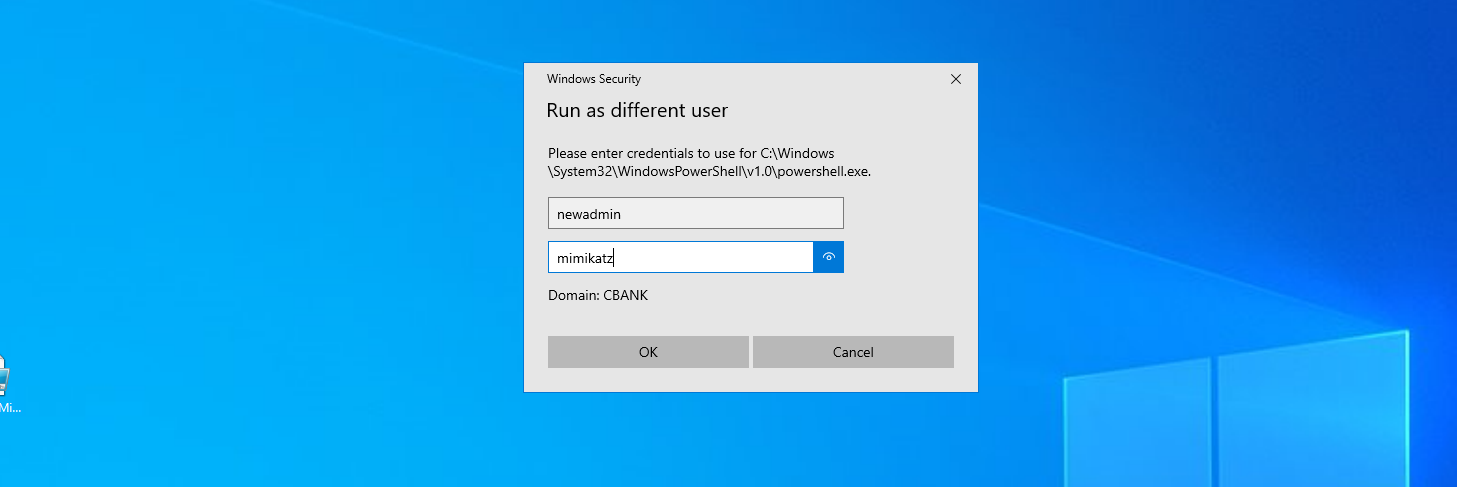 Windows Security
Run as different user
Please enter credentials to use for C:\Windows
\System32\WindowsPowerShell\v1.0\powershell.exe.
newadmin
mimikatz
Domain: CBANK
OK
Cancel
Mi...